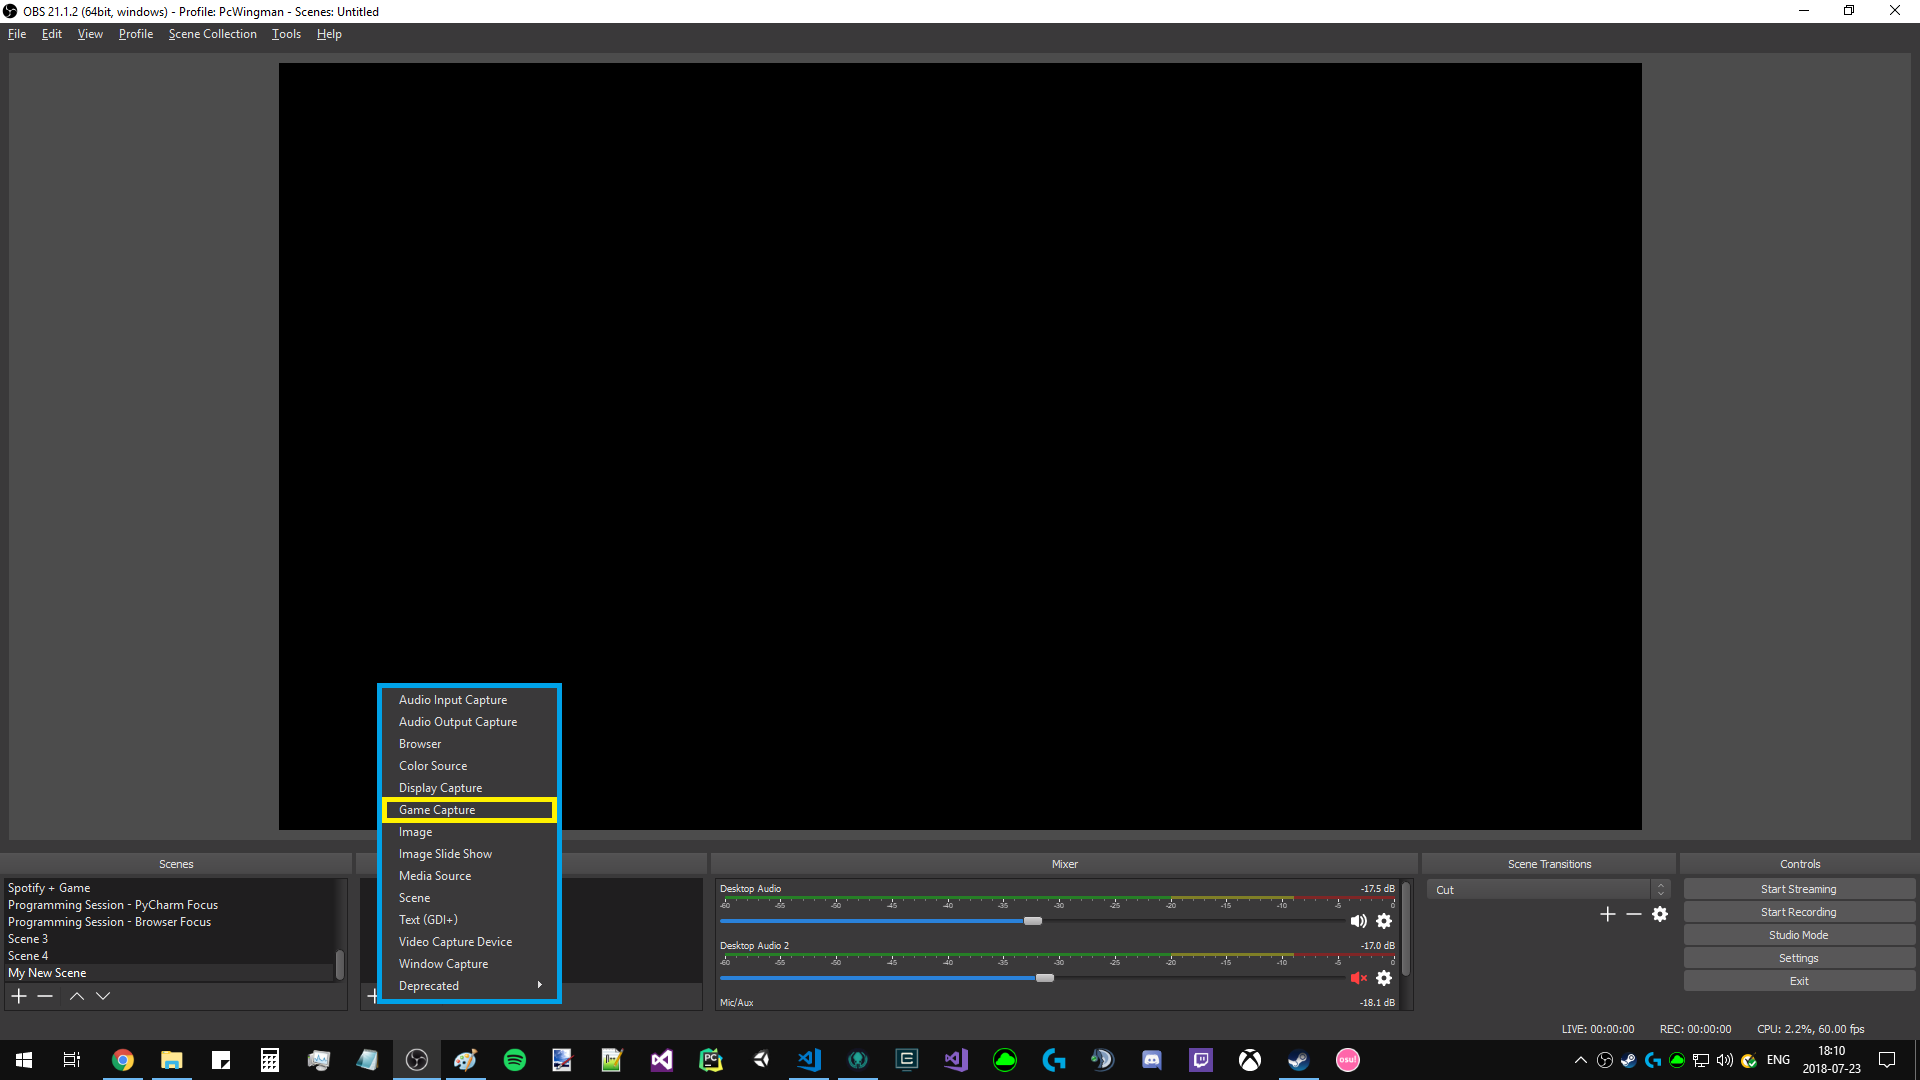 OBS 21.1.2 (64bit, windows) - Profile: PcWingman - Scenes: Untitled
File Edit View Profile Scene Collection Tools Help
Audio Input Capture
Audio Output Capture
Browser
Color Source
Display Capture
Game Capture
Image
Image Slide Show
Media Source
Scene
Text (GDI+)
Video Capture Device
Window Capture
Deprecated
Scenes
Spotify + Game
Programming Session - PyCharm Focus
Programming Session - Browser Focus
Scene 3
Scene 4
My New Scene
Mixer
Desktop Audio -17.5 dB
-60 -55 -50 -45 -40 -35 -30 -25 -20 -15 -10 -5 0
Desktop Audio 2 -17.0 dB
-60 -55 -50 -45 -40 -35 -30 -25 -20 -15 -10 -5 0
Mic/Aux -18.1 dB
Scene Transitions
Cut
Controls
Start Streaming
Start Recording
Studio Mode
Settings
Exit
LIVE: 00:00:00 REC: 00:00:00 CPU: 2.2%, 60.00 fps
PC
osu!
ENG
18:10
2018-07-23